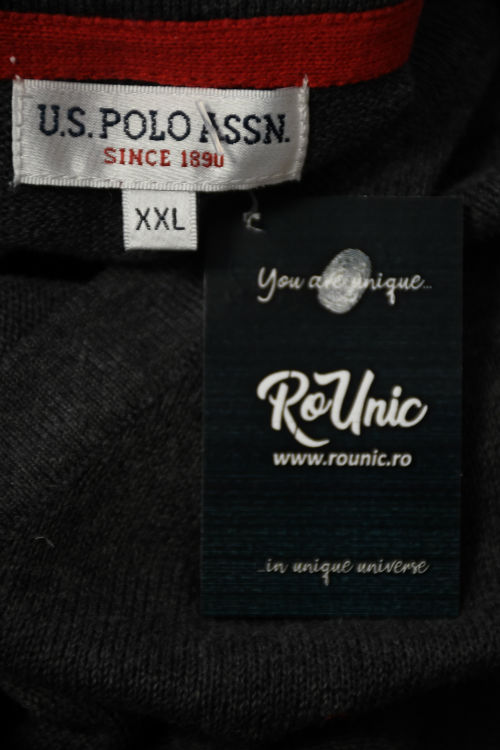 U.S. POLO ASSN.
SINCE 1890
XXL
You are unique...
RoUnic
www.rounic.ro
...in unique universe